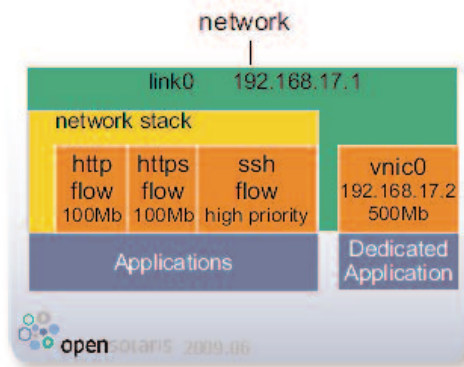 network
link0 192.168.17.1
network stack
http
flow
100Mb
https
flow
100Mb
ssh
flow
high priority
vnic0
192.168.17.2
500Mb
Applications
Dedicated
Application
opensolaris 2009.06